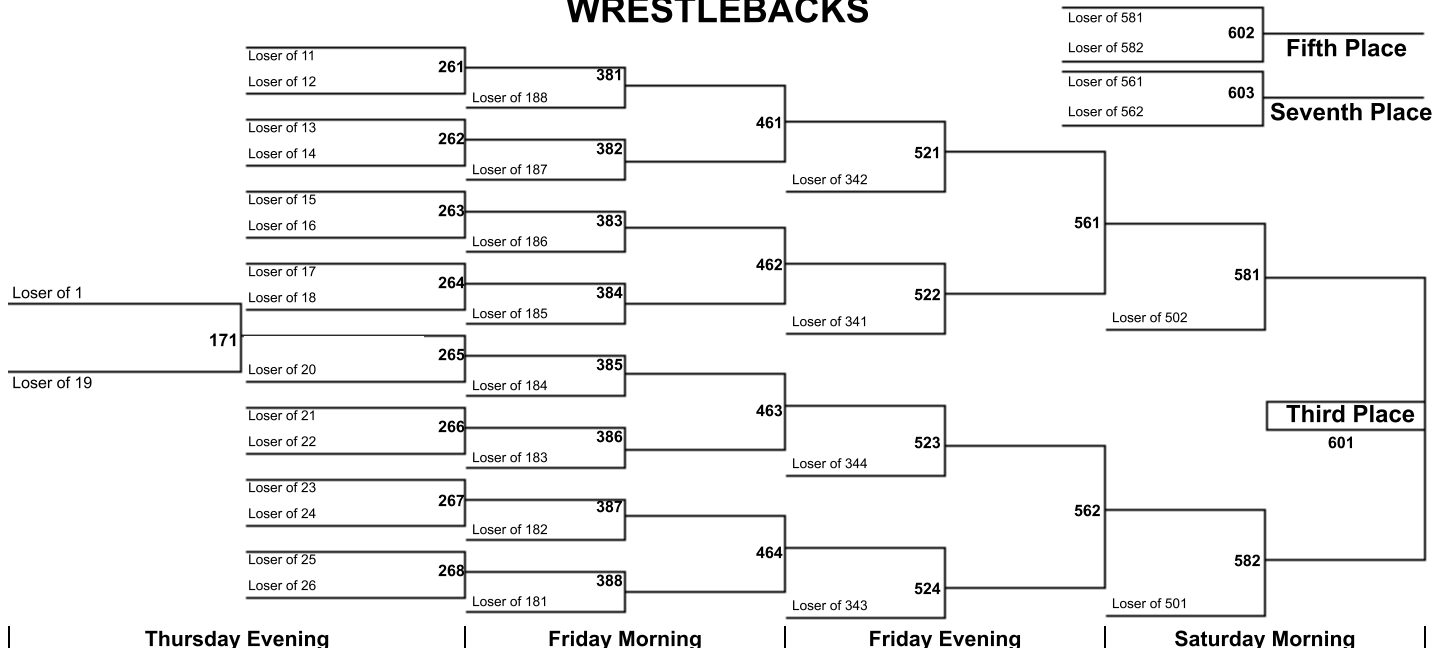 WRESTLEBACKS
Loser of 581
602
Loser of 582
Fifth Place
Loser of 561
603
Loser of 562
Seventh Place
Loser of 1
171
Loser of 19
Loser of 11
261
Loser of 12
Loser of 13
262
Loser of 14
Loser of 15
263
Loser of 16
Loser of 17
264
Loser of 18
265
Loser of 20
Loser of 21
266
Loser of 22
Loser of 23
267
Loser of 24
Loser of 25
268
Loser of 26
381
Loser of 188
382
Loser of 187
383
Loser of 186
384
Loser of 185
385
Loser of 184
386
Loser of 183
387
Loser of 182
388
Loser of 181
461
462
463
464
521
Loser of 342
522
Loser of 341
523
Loser of 344
524
Loser of 343
561
562
581
Loser of 502
582
Loser of 501
Third Place
601
Thursday Evening
Friday Morning
Friday Evening
Saturday Morning